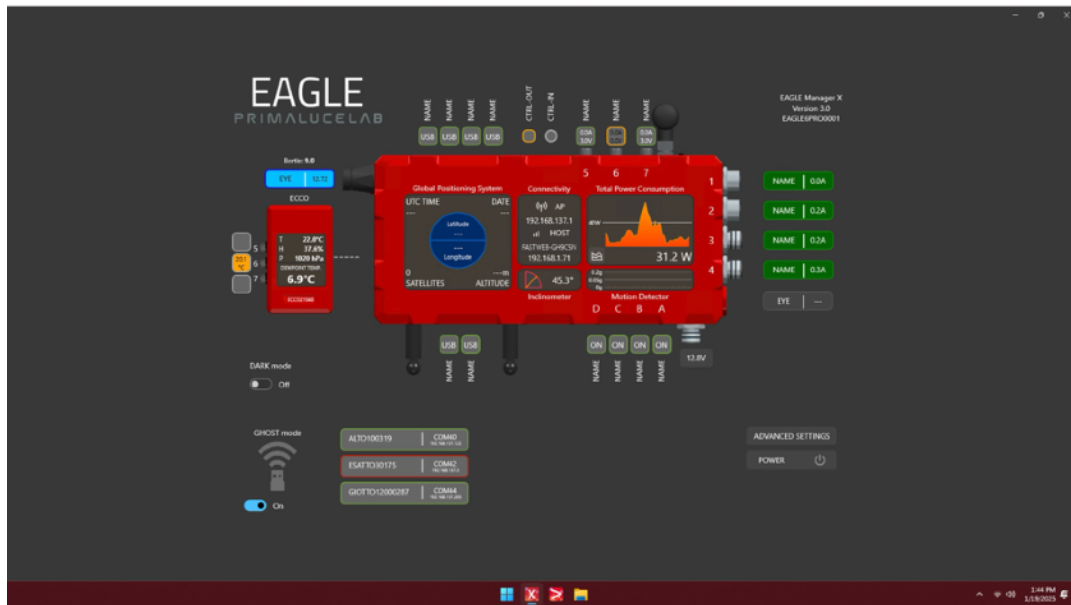 EAGLE
PRIMALUCELAB
EAGLE Manager X
Version 3.0
EAGLE6PRO0001
NAME
NAME
NAME
NAME
CTRL-OUT
CTRL-IN
NAME
NAME
NAME
USB
USB
USB
USB
0.0A
3.0V
0.0A
3.0V
5
6
7
Bortle: 9.0
EYE
12.72
ECCO
T 22.0°C
H 37.6%
P 1020 hPa
DEWPOINT TEMP.
6.9°C
5
6
7
20.1
°C
Global Positioning System
UTC TIME
DATE
---
---
Latitude
---
---
Longitude
0
---m
SATELLITES
ALTITUDE
Connectivity
AP
192.168.137.1
HOST
192.168.1.71
45.3°
Inclinometer
Total Power Consumption
31.2 W
Motion Detector
D
C
B
A
1
2
3
4
NAME
0.0A
NAME
0.2A
NAME
0.2A
NAME
0.3A
EYE
---
USB
USB
NAME
NAME
ON
ON
ON
ON
NAME
NAME
NAME
NAME
12.8V
DARK mode
Off
GHOST mode
On
ALTO100319
COM40
ESATTO30175
COM42
GIOTTO12000287
COM44
ADVANCED SETTINGS
POWER
1:44 PM
1/19/2025